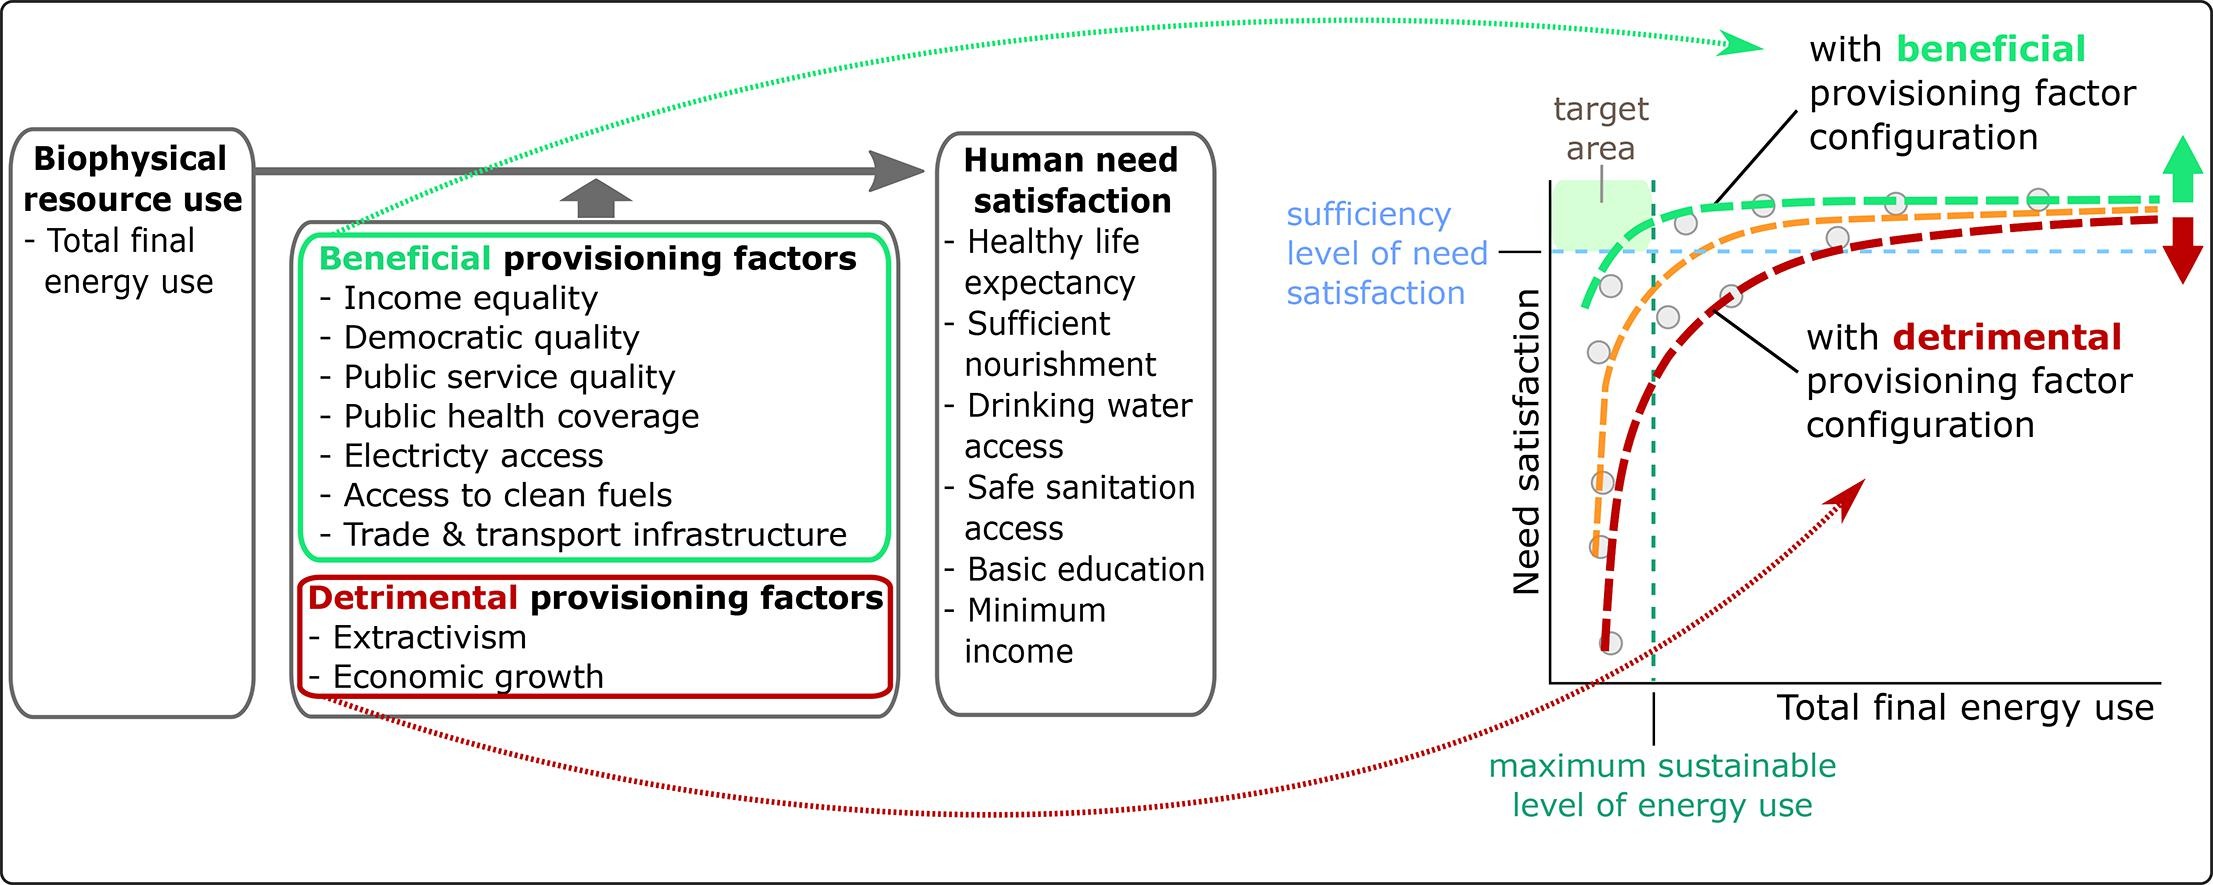 Biophysical
resource use
- Total final
energy use
Beneficial provisioning factors
- Income equality
- Democratic quality
- Public service quality
- Public health coverage
- Electricty access
- Access to clean fuels
- Trade & transport infrastructure
Detrimental provisioning factors
- Extractivism
- Economic growth
Human need
satisfaction
- Healthy life
expectancy
- Sufficient
nourishment
- Drinking water
access
- Safe sanitation
access
- Basic education
- Minimum
income
with beneficial
provisioning factor
configuration
target
area
sufficiency
level of need
satisfaction
Need satisfaction
with detrimental
provisioning factor
configuration
Total final energy use
maximum sustainable
level of energy use